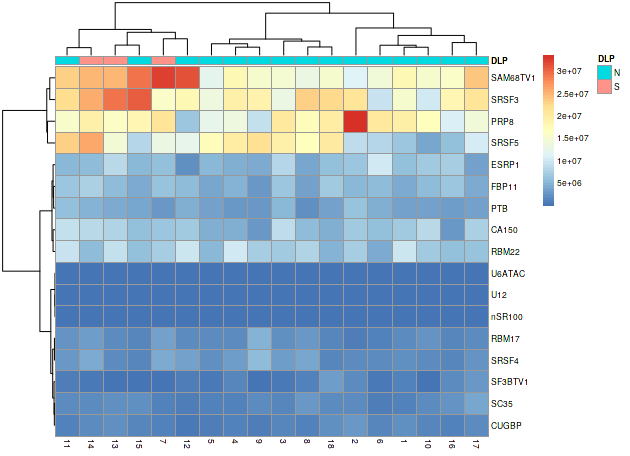 DLP
SAM68TV1
SRSF3
PRP8
SRSF5
ESRP1
FBP11
PTB
CA150
RBM22
U6ATAC
U12
nSR100
RBM17
SRSF4
SF3BTV1
SC35
CUGBP
11 14 13 15 7 12 5 4 9 3 8 18 2 6 1 10 16 17
3e+07
2.5e+07
2e+07
1.5e+07
1e+07
5e+06
DLP
N
S